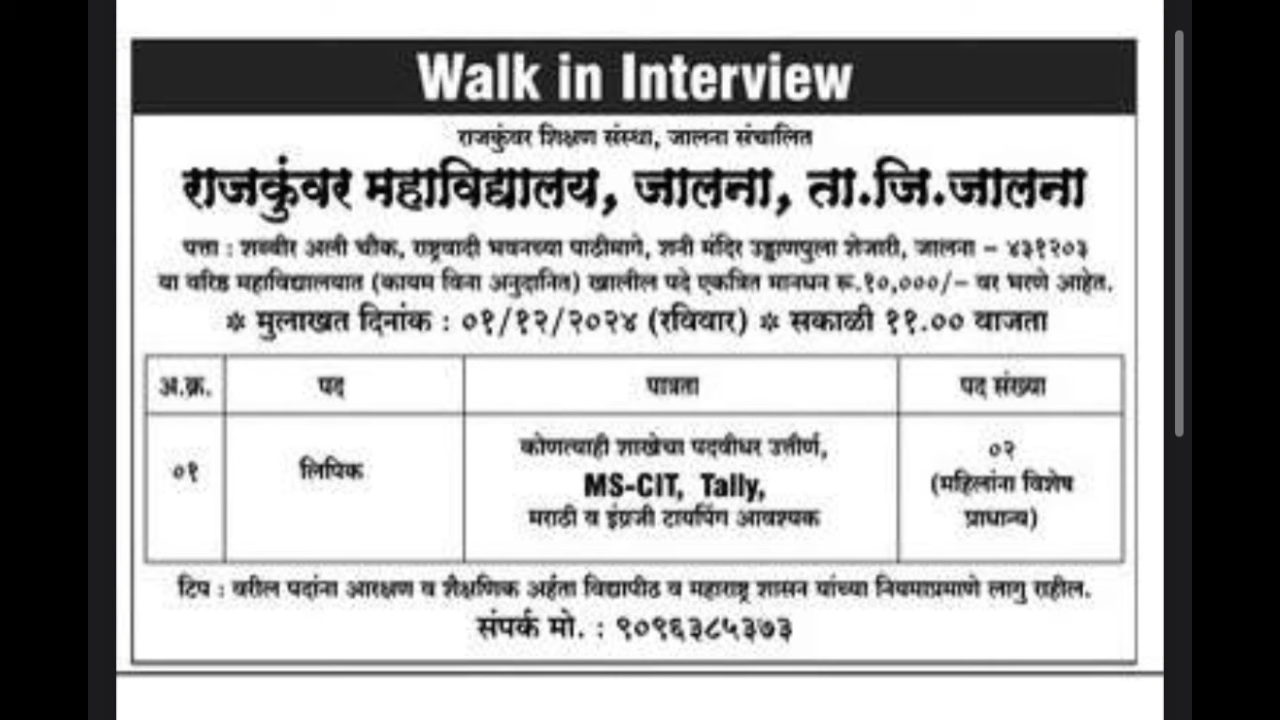 Walk in Interview
राजकुंवर शिक्षण संस्था, जालना संचालित
राजकुंवर महाविद्यालय, जालना, ता.जि.जालना
पत्ता : शब्बीर अली चौक, राष्ट्रवादी भवनच्या पाठीमागे, शनी मंदिर उड्डाणपुला शेजारी, जालना – ४३१२०३
या वरिष्ठ महाविद्यालयात (कायम विना अनुदानित) खालील पदे एकत्रित मानधन रू.१०,०००/– वर भरणे आहेत.
* मुलाखत दिनांक : ०१/१२/२०२४ (रविवार) * सकाळी ११.०० वाजता
अ.क्र. पद पात्रता पद संख्या
०१ लिपिक कोणत्याही शाखेचा पदवीधर उत्तीर्ण, ०२
MS-CIT, Tally, (महिलांना विशेष
मराठी व इंग्रजी टायपिंग आवश्यक प्राधान्य)
टिप : वरील पदांना आरक्षण व शैक्षणिक अर्हता विद्यापीठ व महाराष्ट्र शासन यांच्या नियमाप्रमाणे लागु राहील.
संपर्क मो. : ९०९६३८५३७३